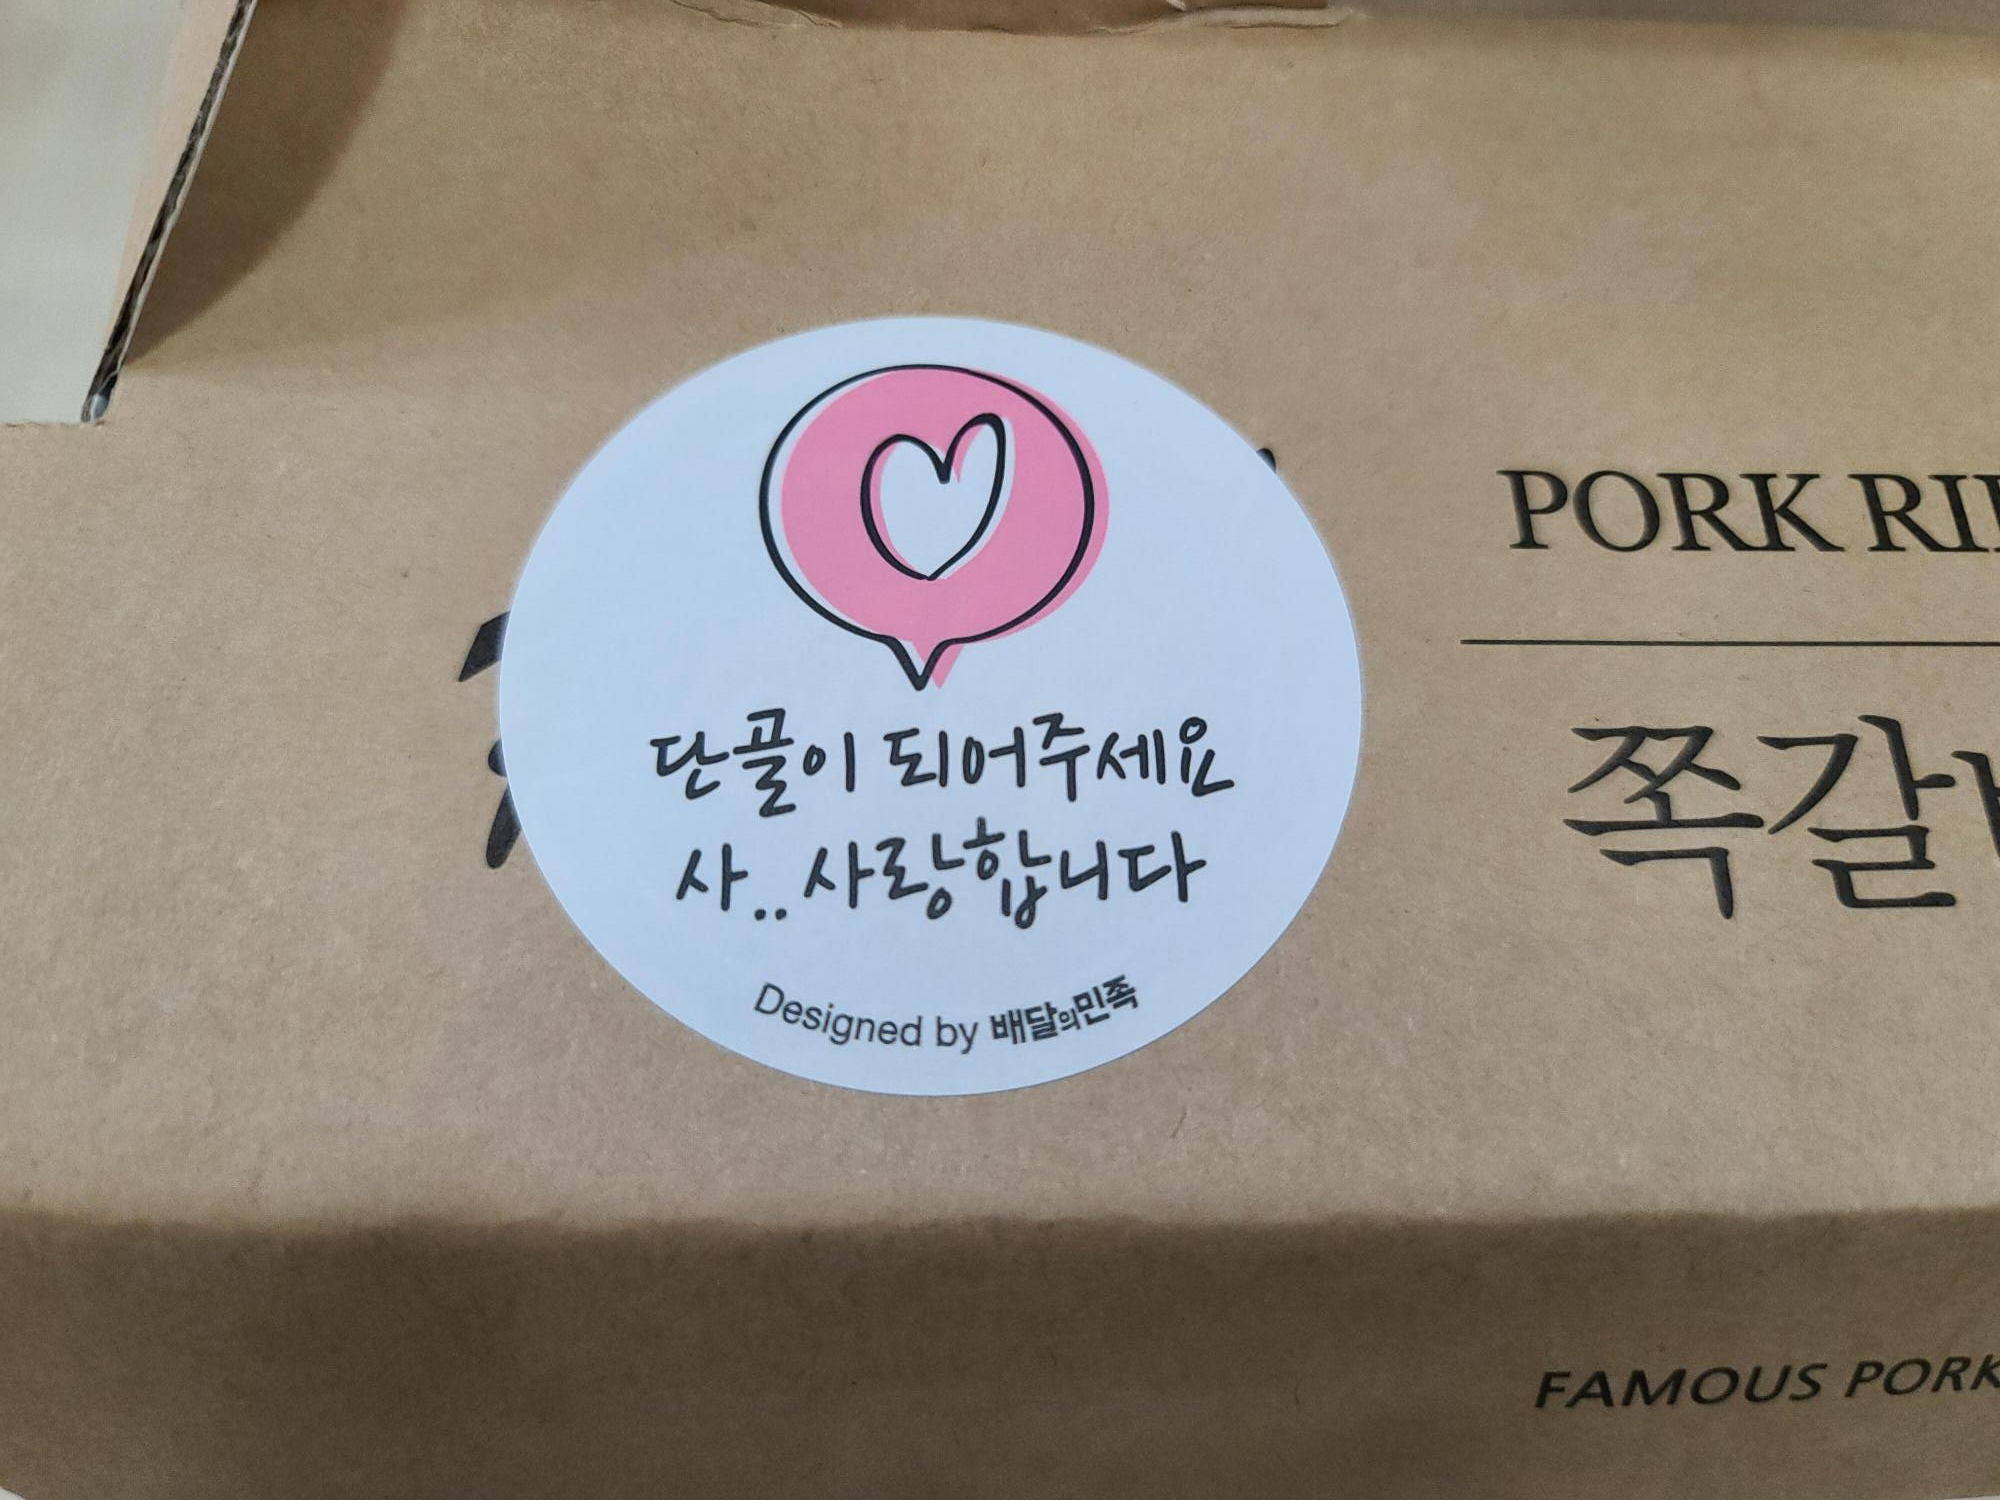 단골이 되어주세요
사..사랑합니다
Designed by 배달의민족
PORK
쪽갈
FAMOUS PORK